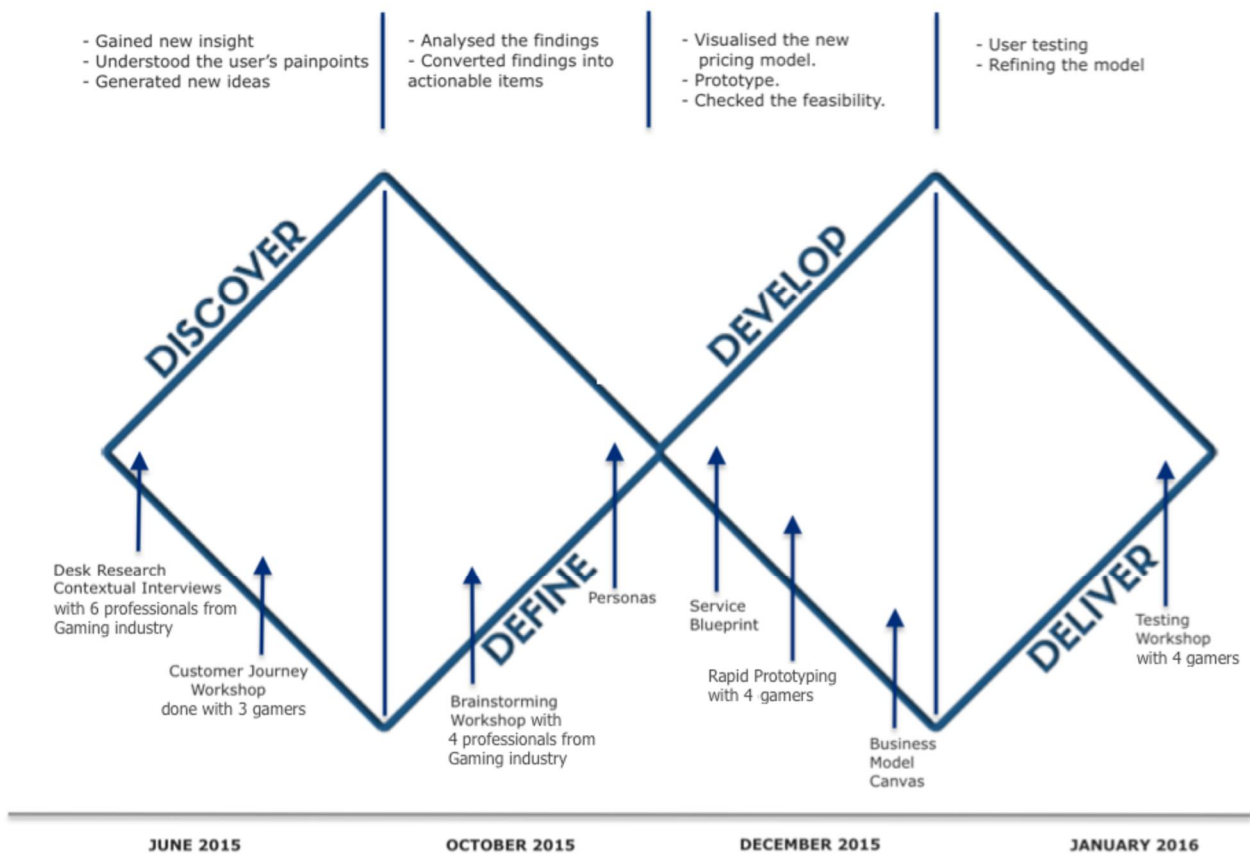 - Gained new insight
- Understood the user's painpoints
- Generated new ideas
- Analysed the findings
- Converted findings into
actionable items
- Visualised the new
pricing model.
- Prototype.
- Checked the feasibility.
- User testing
- Refining the model
DISCOVER
DEFINE
DEVELOP
DELIVER
Desk Research
Contextual Interviews
with 6 professionals from
Gaming industry
Customer Journey
Workshop
done with 3 gamers
Brainstorming
Workshop with
4 professionals from
Gaming industry
Personas
Service
Blueprint
Rapid Prototyping
with 4 gamers
Business
Model
Canvas
Testing
Workshop
with 4 gamers
JUNE 2015
OCTOBER 2015
DECEMBER 2015
JANUARY 2016